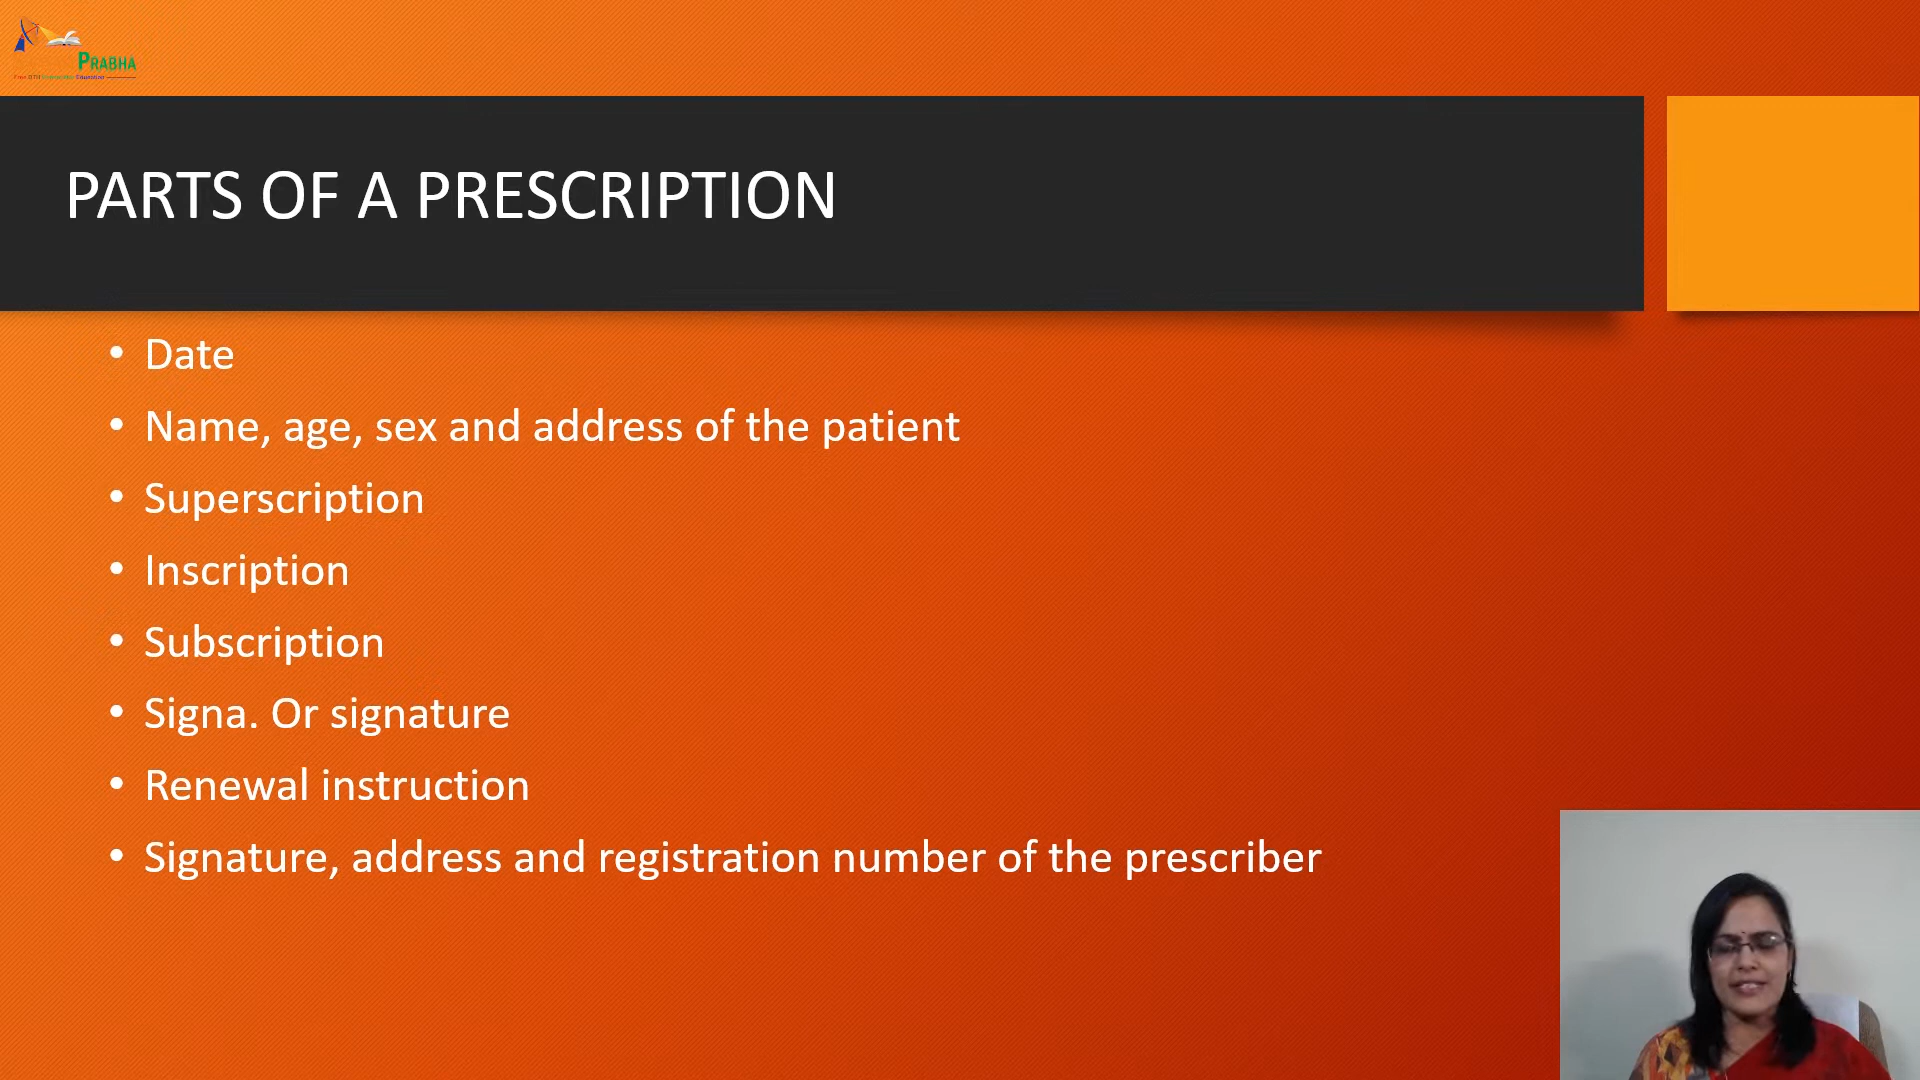 PRABHA
PARTS OF A PRESCRIPTION
• Date
• Name, age, sex and address of the patient
• Superscription
• Inscription
• Subscription
• Signa. Or signature
• Renewal instruction
• Signature, address and registration number of the prescriber